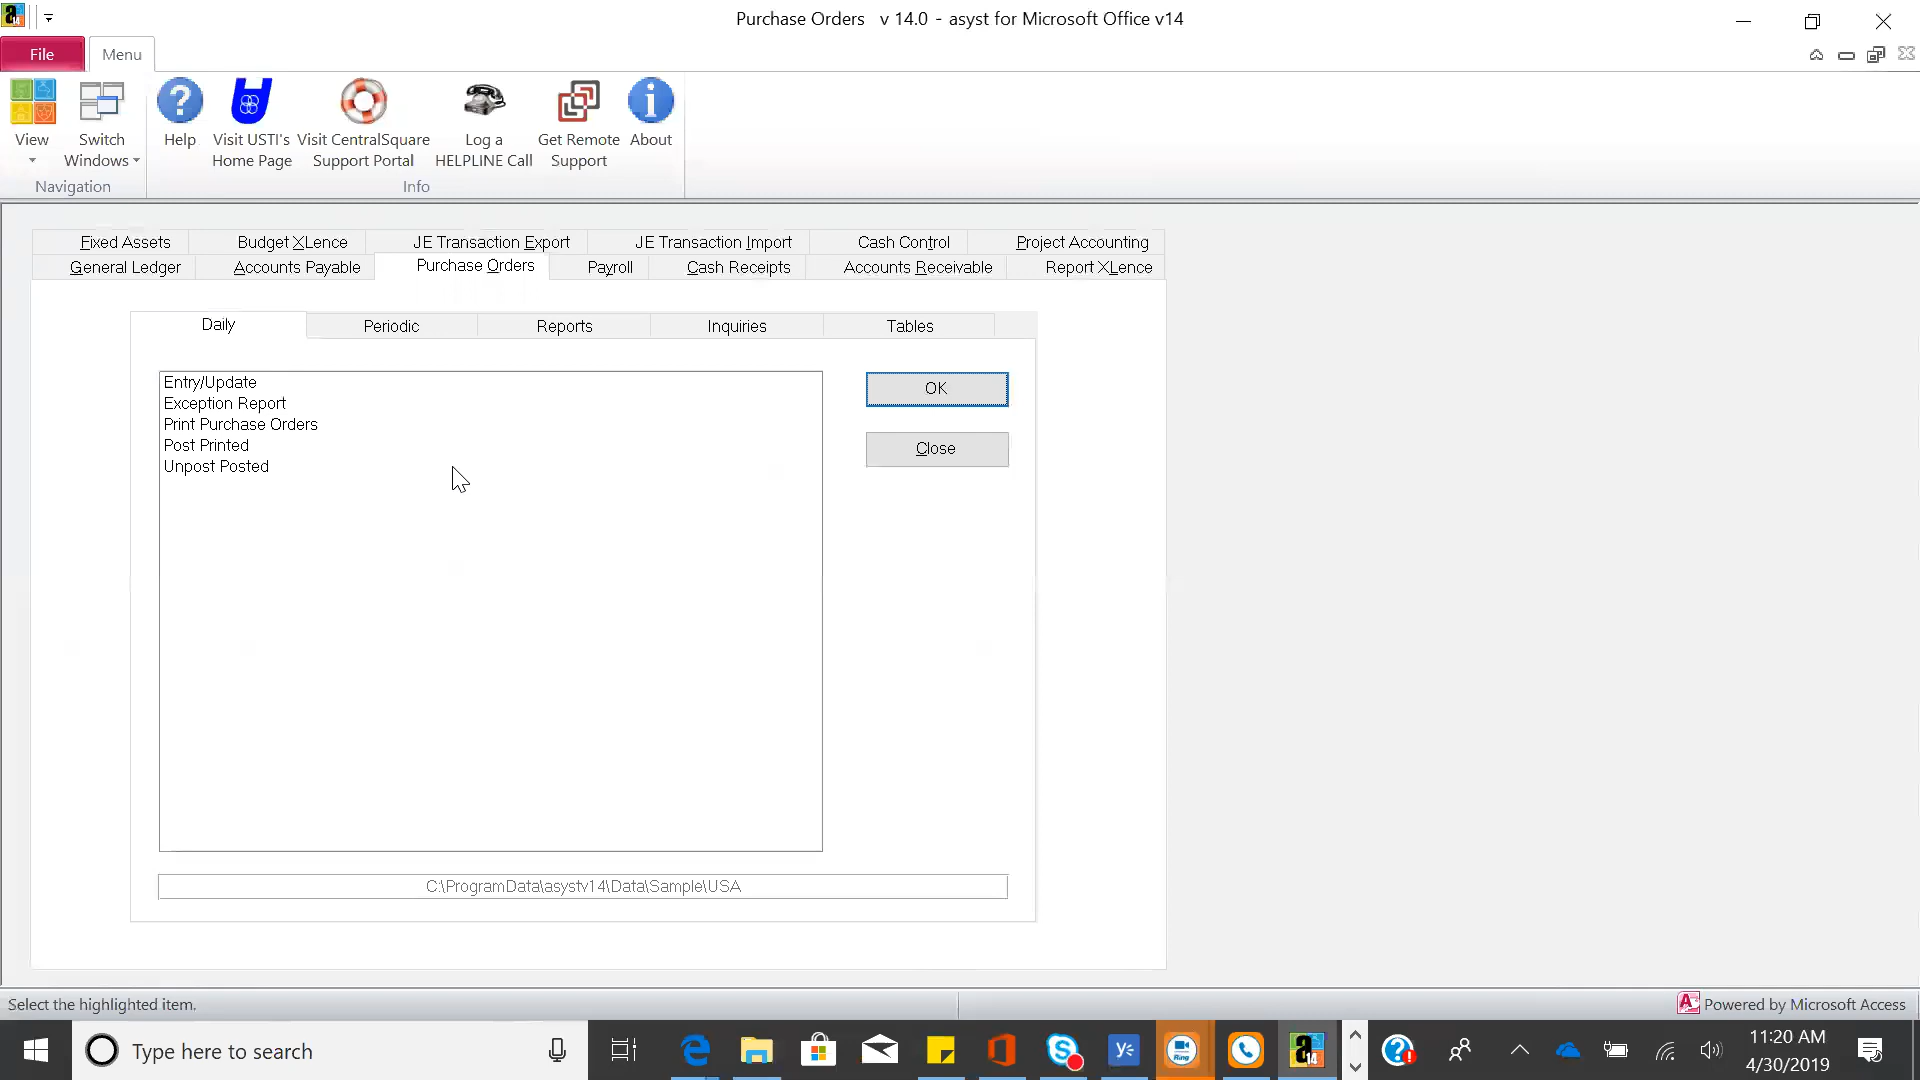 Purchase Orders v 14.0 - asyst for Microsoft Office v14
File
Menu
View
Switch
Windows
Help
Visit USTI's
Home Page
Visit CentralSquare
Support Portal
Log a
HELPLINE Call
Get Remote
Support
About
Navigation
Info
Fixed Assets
Budget XLence
JE Transaction Export
JE Transaction Import
Cash Control
Project Accounting
General Ledger
Accounts Payable
Purchase Orders
Payroll
Cash Receipts
Accounts Receivable
Report XLence
Daily
Periodic
Reports
Inquiries
Tables
Entry/Update
Exception Report
Print Purchase Orders
Post Printed
Unpost Posted
OK
Close
C:\ProgramData\asystv14\Data\Sample\USA
Select the highlighted item.
Powered by Microsoft Access
Type here to search
11:20 AM
4/30/2019